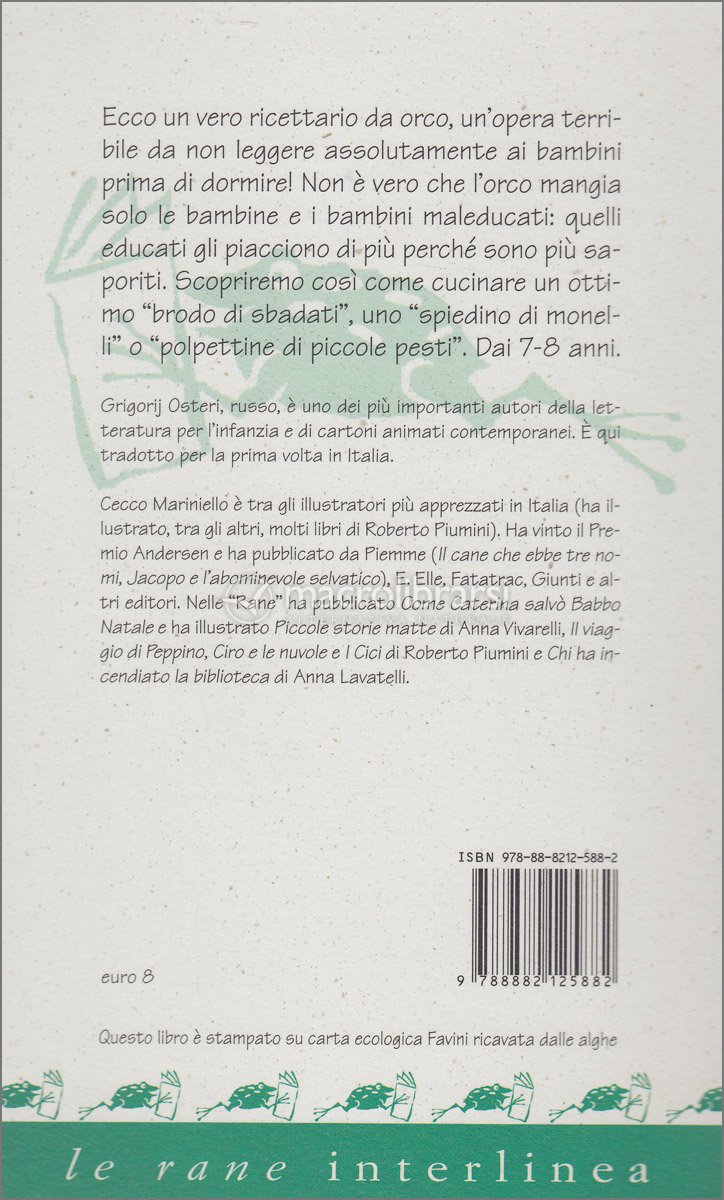 Ecco un vero ricettario da orco, un'opera terri-
bile da non leggere assolutamente ai bambini
prima di dormire! Non è vero che l'orco mangia
solo le bambine e i bambini maleducati: quelli
educati gli piacciono di più perché sono più sa-
poriti. Scopriremo così come cucinare un otti-
mo “brodo di sbadati”, uno “spiedino di monel-
li” o “polpettine di piccole pesti”. Dai 7-8 anni.
Grigorij Osteri, russo, è uno dei più importanti autori della let-
teratura per l'infanzia e di cartoni animati contemporanei. È qui
tradotto per la prima volta in Italia.
Cecco Mariniello è tra gli illustratori più apprezzati in Italia (ha il-
lustrato, tra gli altri, molti libri di Roberto Piumini). Ha vinto il Pre-
mio Andersen e ha pubblicato da Piemme (Il cane che ebbe tre no-
mi, Jacopo e l'abominevole selvatico), E. Elle, Fatatrac, Giunti e al-
macrolibrarsi
tri editori. Nelle “Rane” ha pubblicato Come Caterina salvò Babbo
Natale e ha illustrato Piccole storie matte di Anna Vivarelli, Il viag-
gio di Peppino, Ciro e le nuvole e I Cici di Roberto Piumini e Chi ha in-
cendiato la biblioteca di Anna Lavatelli.
ISBN 978-88-8212-588-2
9 788882 125882
euro 8
Questo libro è stampato su carta ecologica Favini ricavata dalle alghe
le rane interlinea